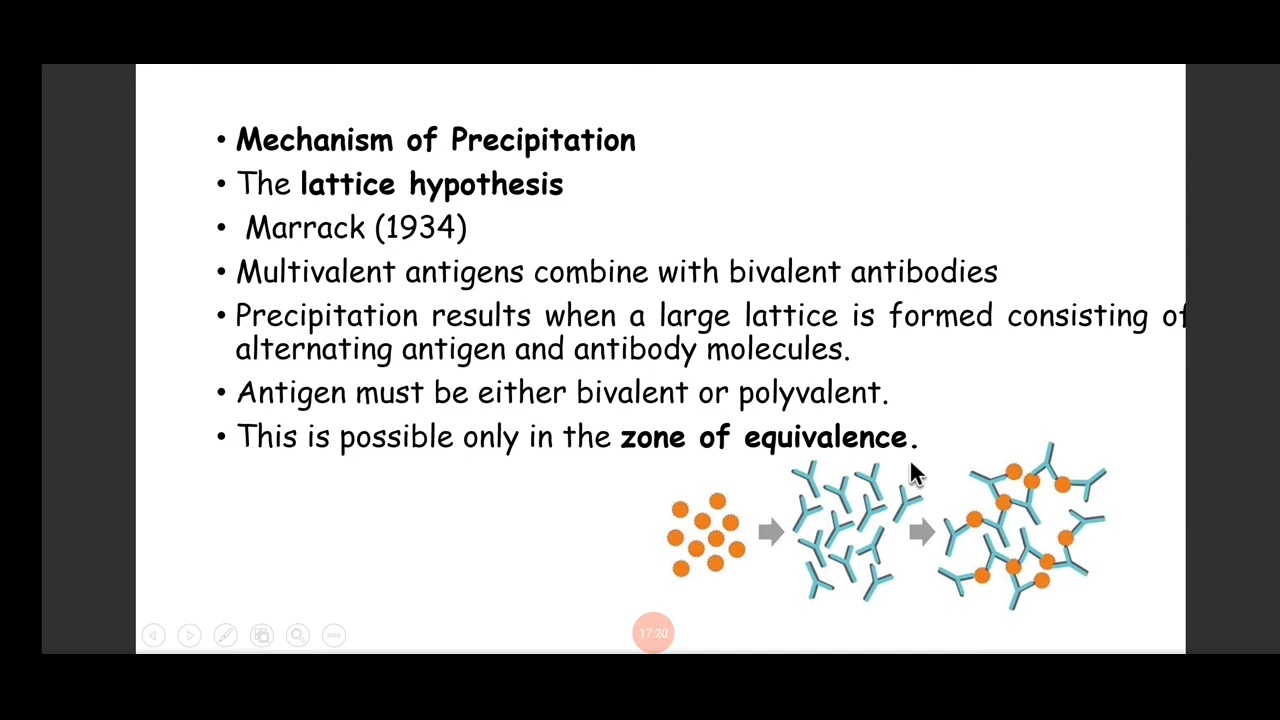 • Mechanism of Precipitation
• The lattice hypothesis
• Marrack (1934)
• Multivalent antigens combine with bivalent antibodies
• Precipitation results when a large lattice is formed consisting of
alternating antigen and antibody molecules.
• Antigen must be either bivalent or polyvalent.
• This is possible only in the zone of equivalence.
17:20